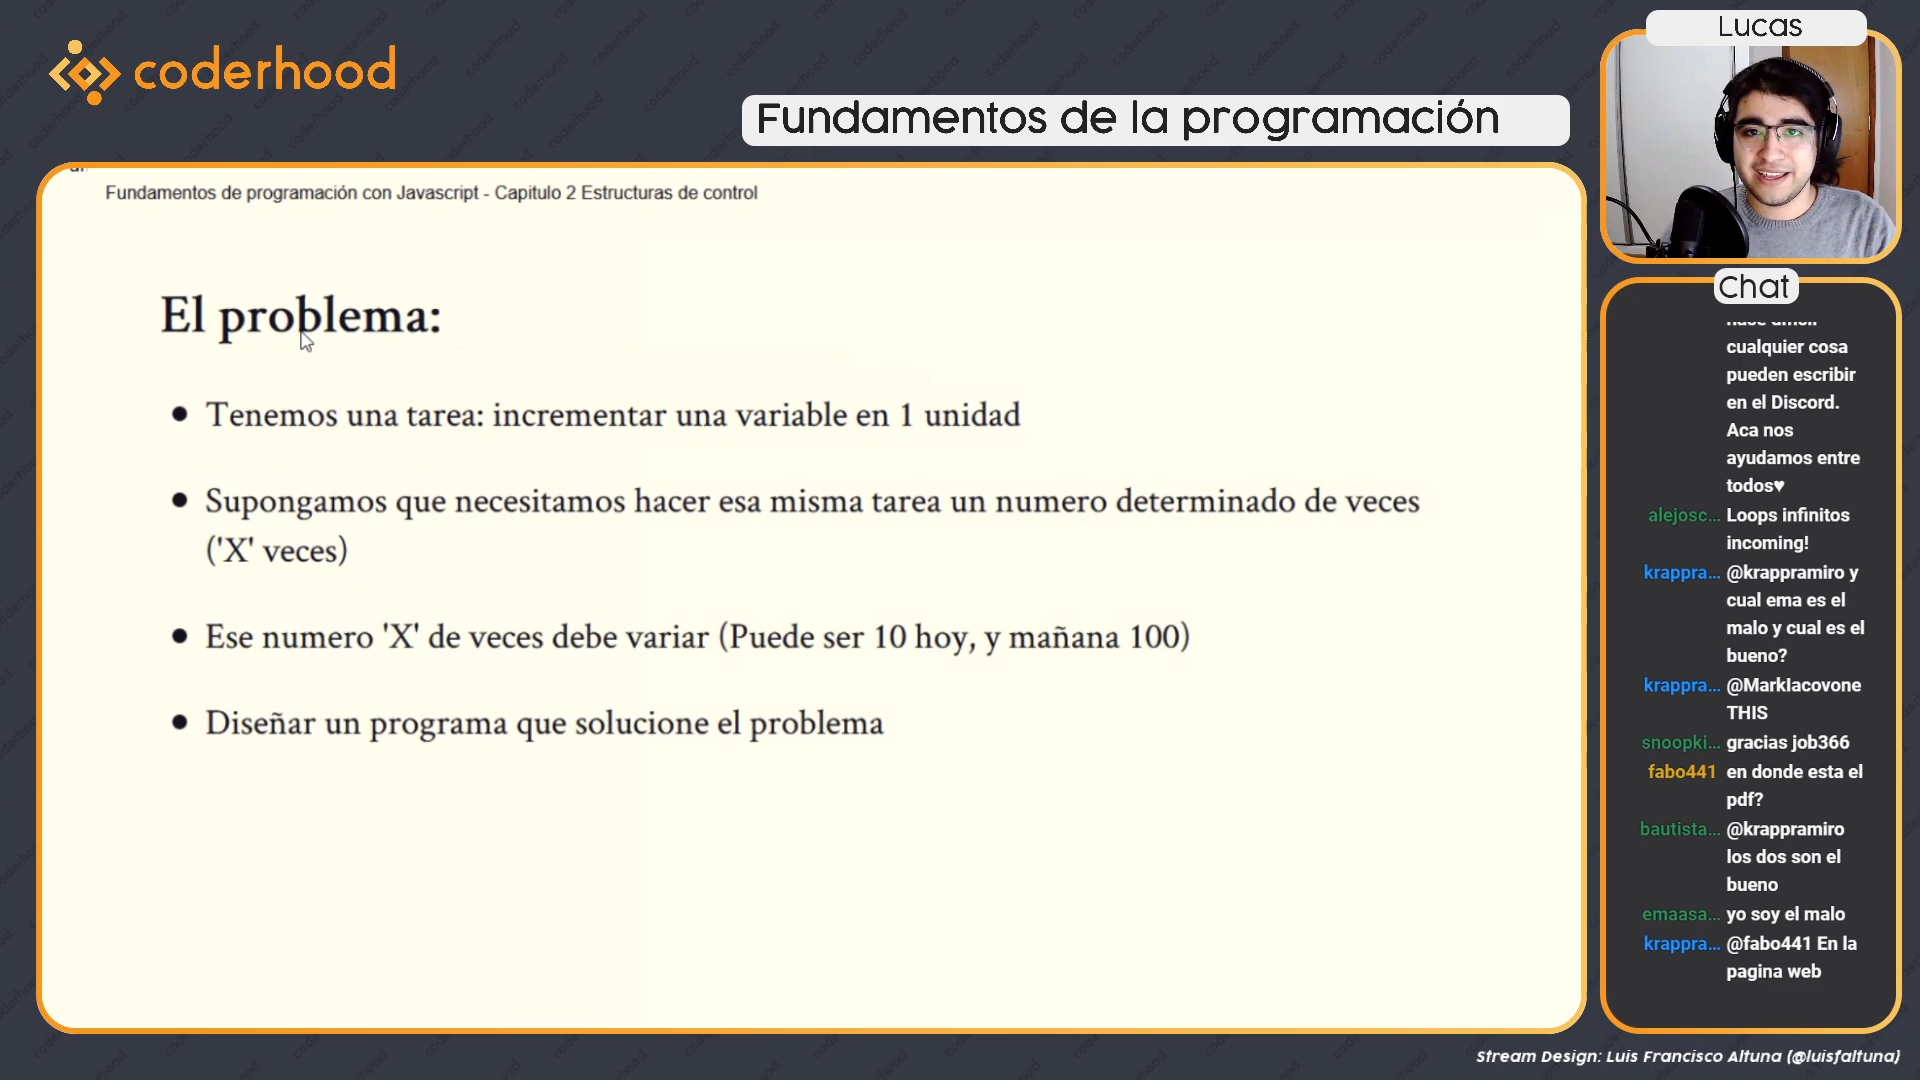 coderhood
Fundamentos de la programación
Lucas
Fundamentos de programación con Javascript - Capitulo 2 Estructuras de control
El problema:
Tenemos una tarea: incrementar una variable en 1 unidad
Supongamos que necesitamos hacer esa misma tarea un numero determinado de veces
('X' veces)
Ese numero 'X' de veces debe variar (Puede ser 10 hoy, y mañana 100)
Diseñar un programa que solucione el problema
Chat
cualquier cosa
pueden escribir
en el Discord.
Aca nos
ayudamos entre
todos♥
alejosc... Loops infinitos
incoming!
krappra... @krappramiro y
cual ema es el
malo y cual es el
bueno?
krappra... @MarkIacovone
THIS
snoopki... gracias job366
fabo441 en donde esta el
pdf?
bautista... @krappramiro
los dos son el
bueno
emaasa... yo soy el malo
krappra... @fabo441 En la
pagina web
Stream Design: Luis Francisco Altuna (@luisfaltuna)